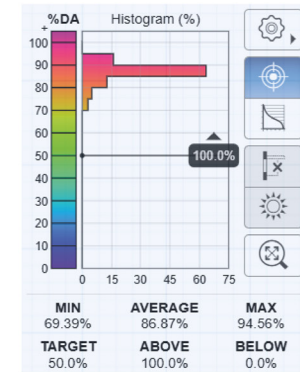 %DA
Histogram (%)
+
100
90
80
70
60
50
40
30
20
10
0
100.0%
0 15 30 45 60 75
MIN AVERAGE MAX
69.39% 86.87% 94.56%
TARGET ABOVE BELOW
50.0% 100.0% 0.0%